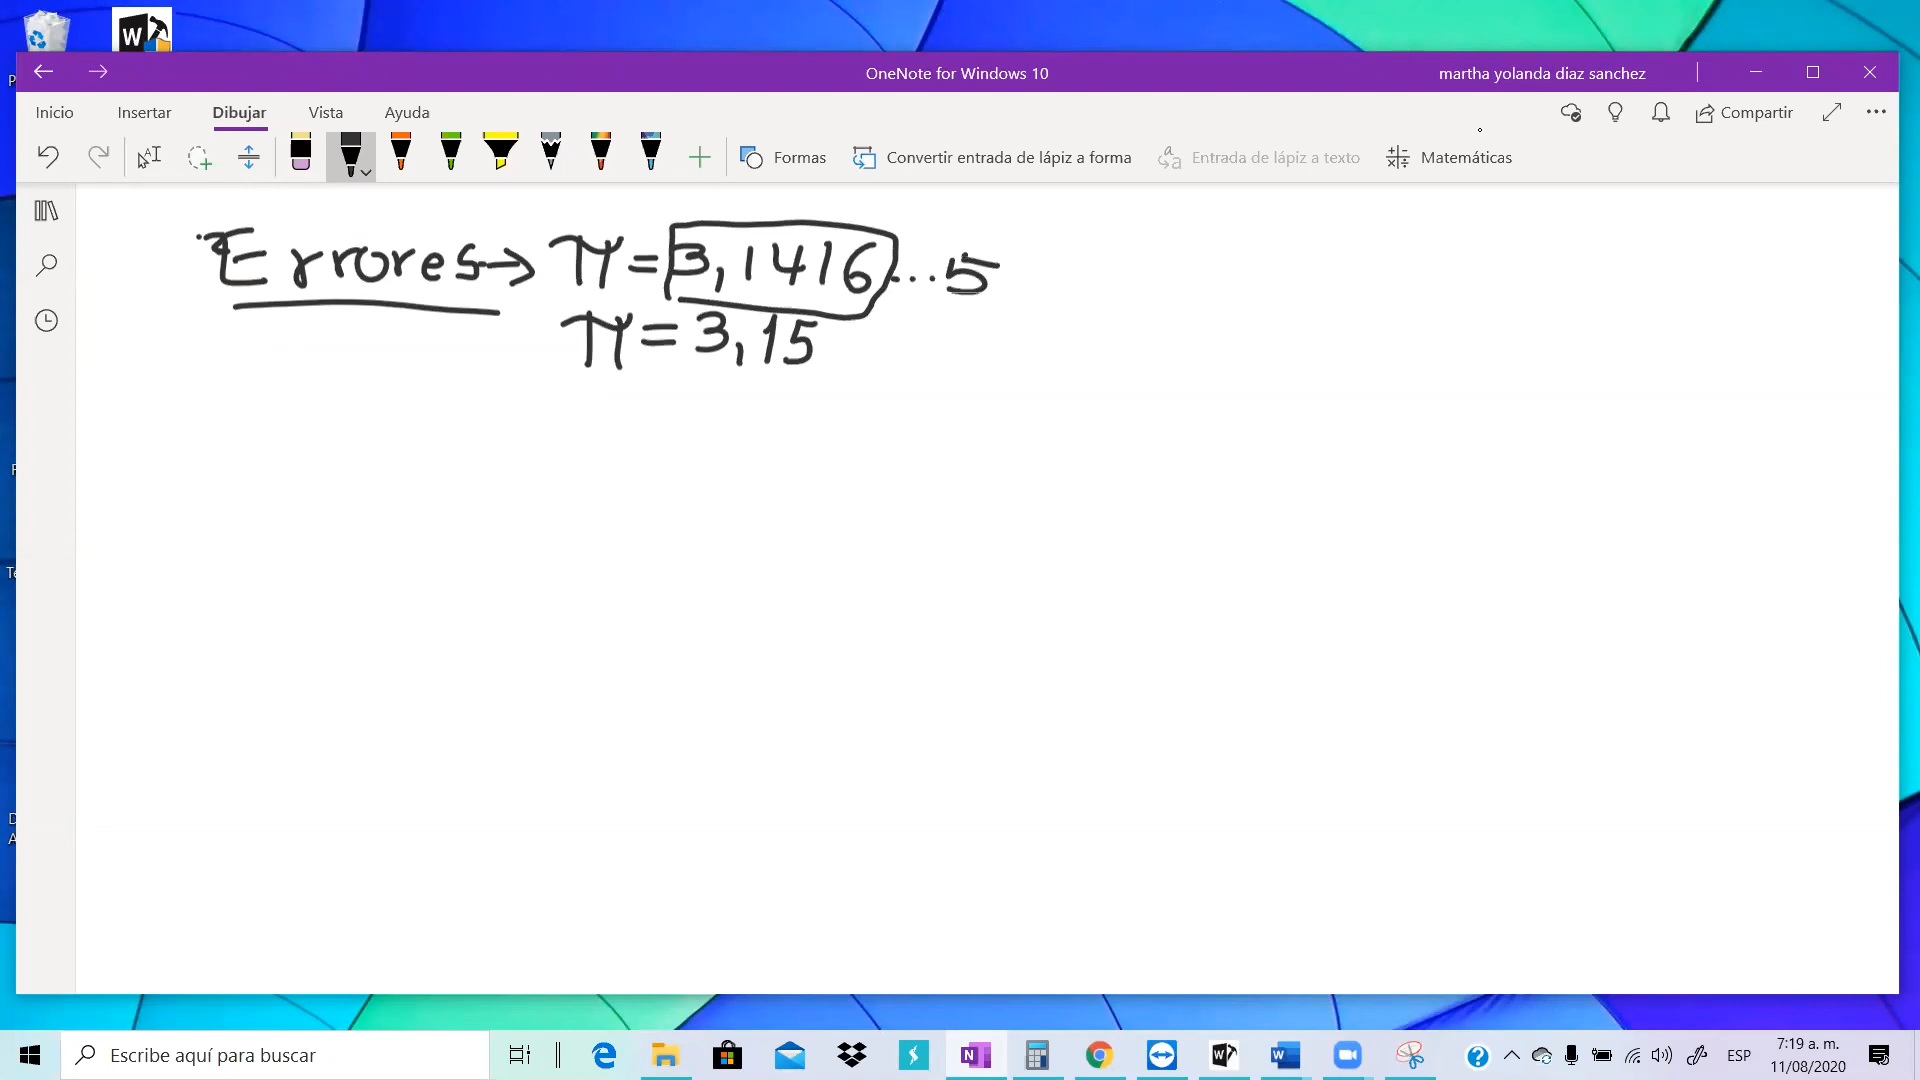 OneNote for Windows 10
martha yolanda diaz sanchez
Inicio Insertar Dibujar Vista Ayuda
Compartir
Formas Convertir entrada de lápiz a forma Entrada de lápiz a texto Matemáticas
Errores → π = 3,1416 ... 5
π = 3,15
Escribe aquí para buscar
ESP
7:19 a. m.
11/08/2020